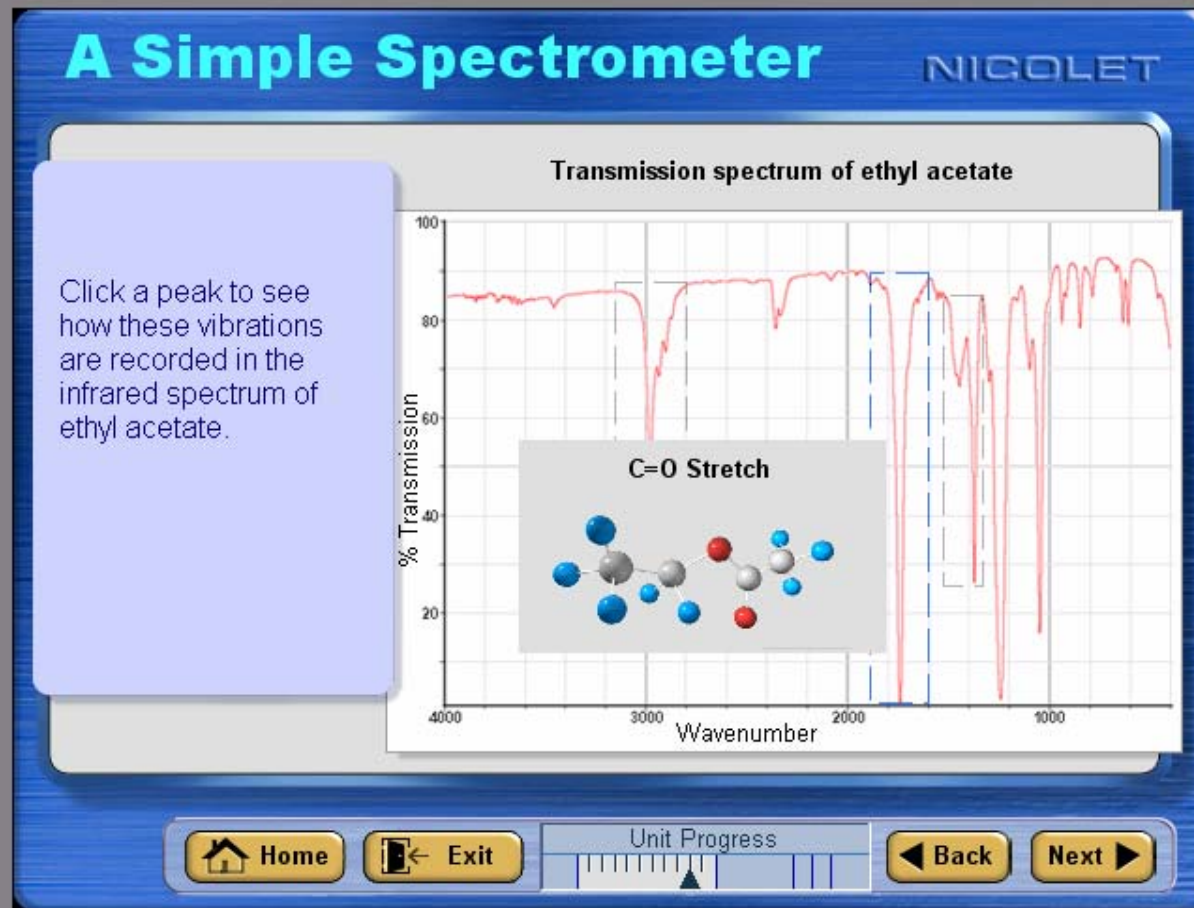 A Simple Spectrometer
NICOLET
Transmission spectrum of ethyl acetate
Click a peak to see
how these vibrations
are recorded in the
infrared spectrum of
ethyl acetate.
100
80
60
40
20
% Transmission
C=O Stretch
4000
3000
2000
1000
Wavenumber
Home
Exit
Unit Progress
Back
Next